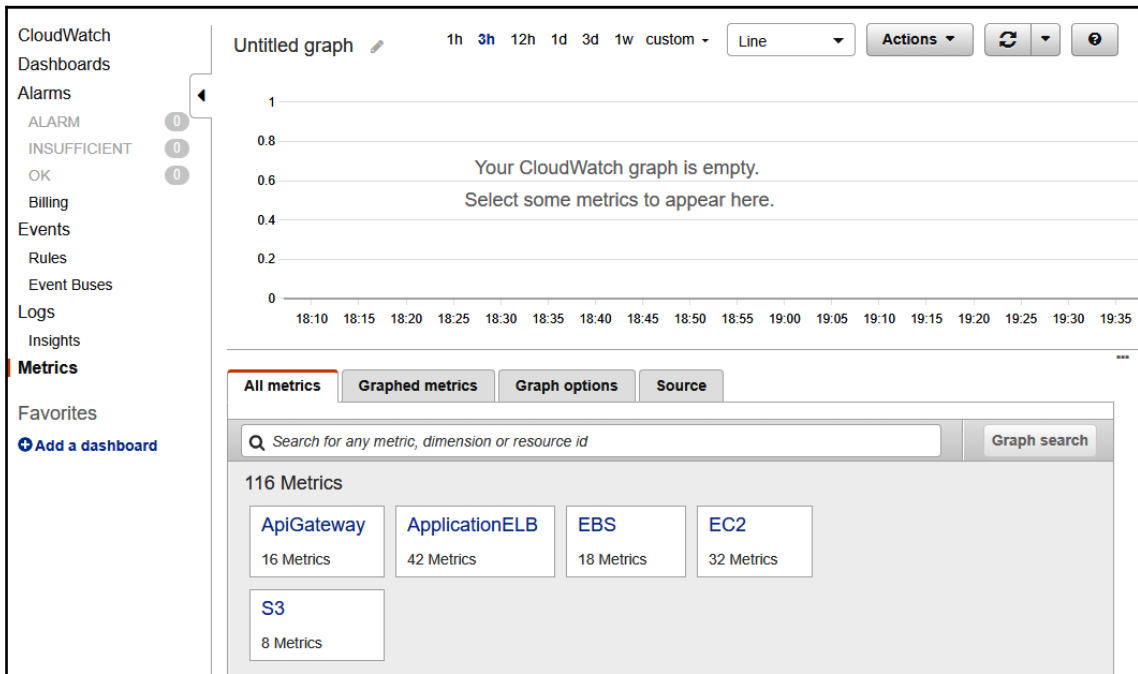 CloudWatch
Dashboards
Alarms
ALARM 0
INSUFFICIENT 0
OK 0
Billing
Events
Rules
Event Buses
Logs
Insights
Metrics
Favorites
Add a dashboard
Untitled graph 1h 3h 12h 1d 3d 1w custom Line Actions
1
0.8
0.6
0.4
0.2
0
Your CloudWatch graph is empty.
Select some metrics to appear here.
18:10 18:15 18:20 18:25 18:30 18:35 18:40 18:45 18:50 18:55 19:00 19:05 19:10 19:15 19:20 19:25 19:30 19:35
All metrics Graphed metrics Graph options Source
Search for any metric, dimension or resource id Graph search
116 Metrics
ApiGateway ApplicationELB EBS EC2
16 Metrics 42 Metrics 18 Metrics 32 Metrics
S3
8 Metrics